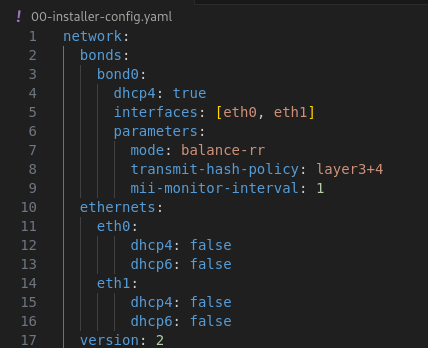 ! 00-installer-config.yaml
1 network:
2   bonds:
3     bond0:
4       dhcp4: true
5       interfaces: [eth0, eth1]
6       parameters:
7         mode: balance-rr
8         transmit-hash-policy: layer3+4
9         mii-monitor-interval: 1
10   ethernets:
11     eth0:
12         dhcp4: false
13         dhcp6: false
14     eth1:
15         dhcp4: false
16         dhcp6: false
17   version: 2